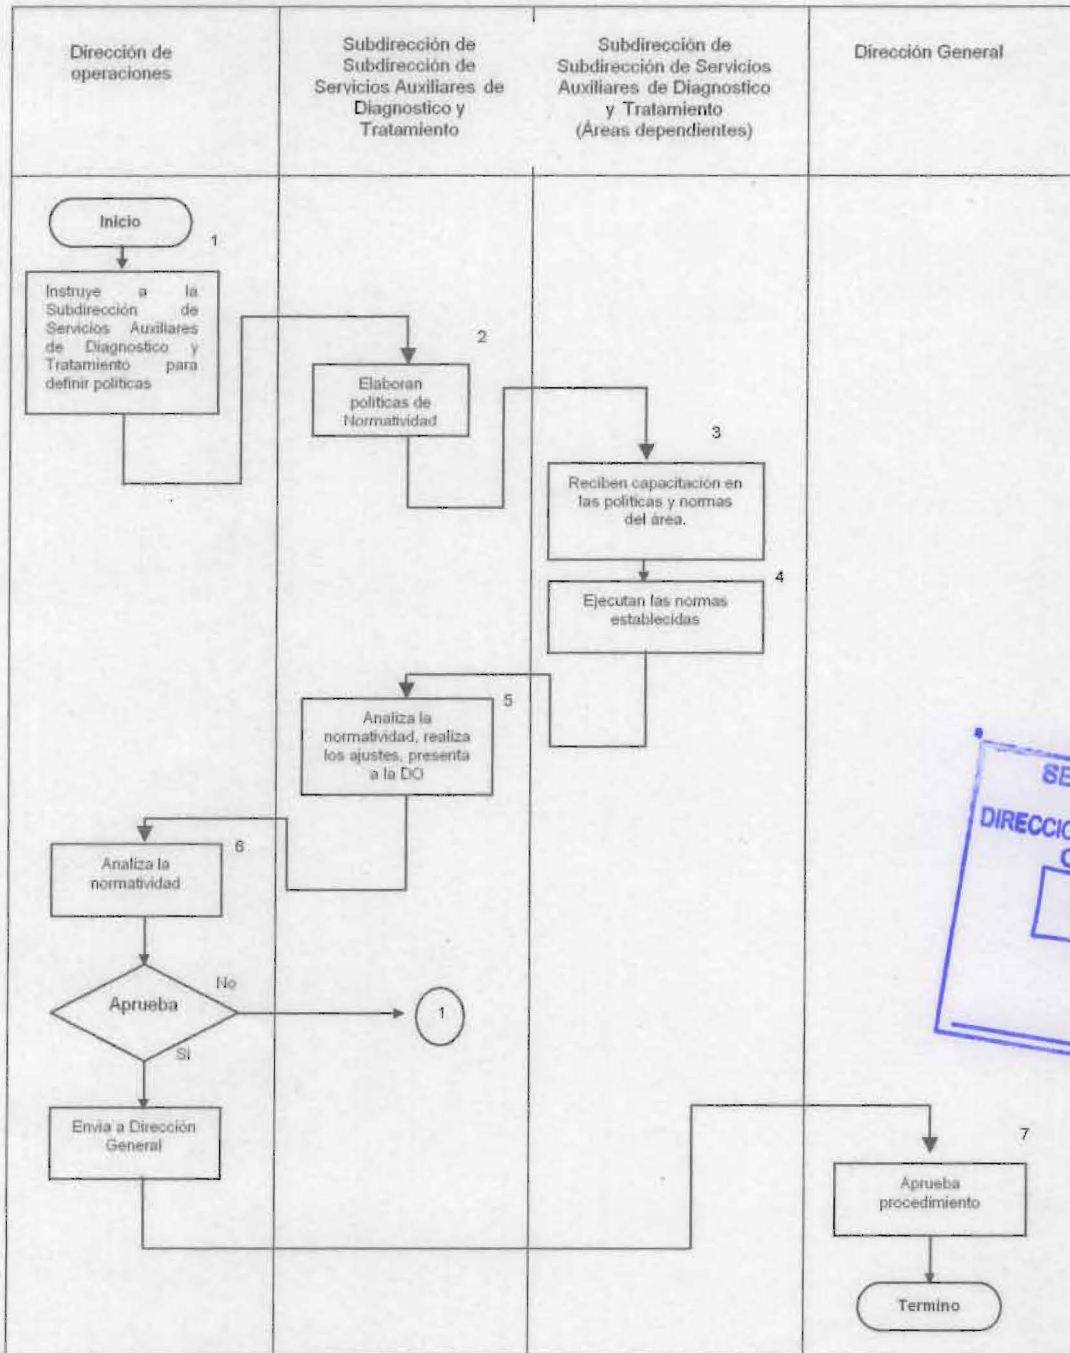 Dirección de
operaciones
Subdirección de
Subdirección de
Servicios Auxiliares de
Diagnostico y
Tratamiento
Subdirección de
Subdirección de Servicios
Auxiliares de Diagnostico
y Tratamiento
(Áreas dependientes)
Dirección General
Inicio
1
Instruye a la
Subdirección de
Servicios Auxiliares
de Diagnostico y
Tratamiento para
definir políticas
2
Elaboran
políticas de
Normatividad
3
Reciben capacitación en
las políticas y normas
del área.
4
Ejecutan las normas
establecidas
5
Analiza la
normatividad, realiza
los ajustes, presenta
a la DO
6
Analiza la
normatividad
Aprueba
No
1
Si
Envia a Dirección
General
7
Aprueba
procedimiento
Termino